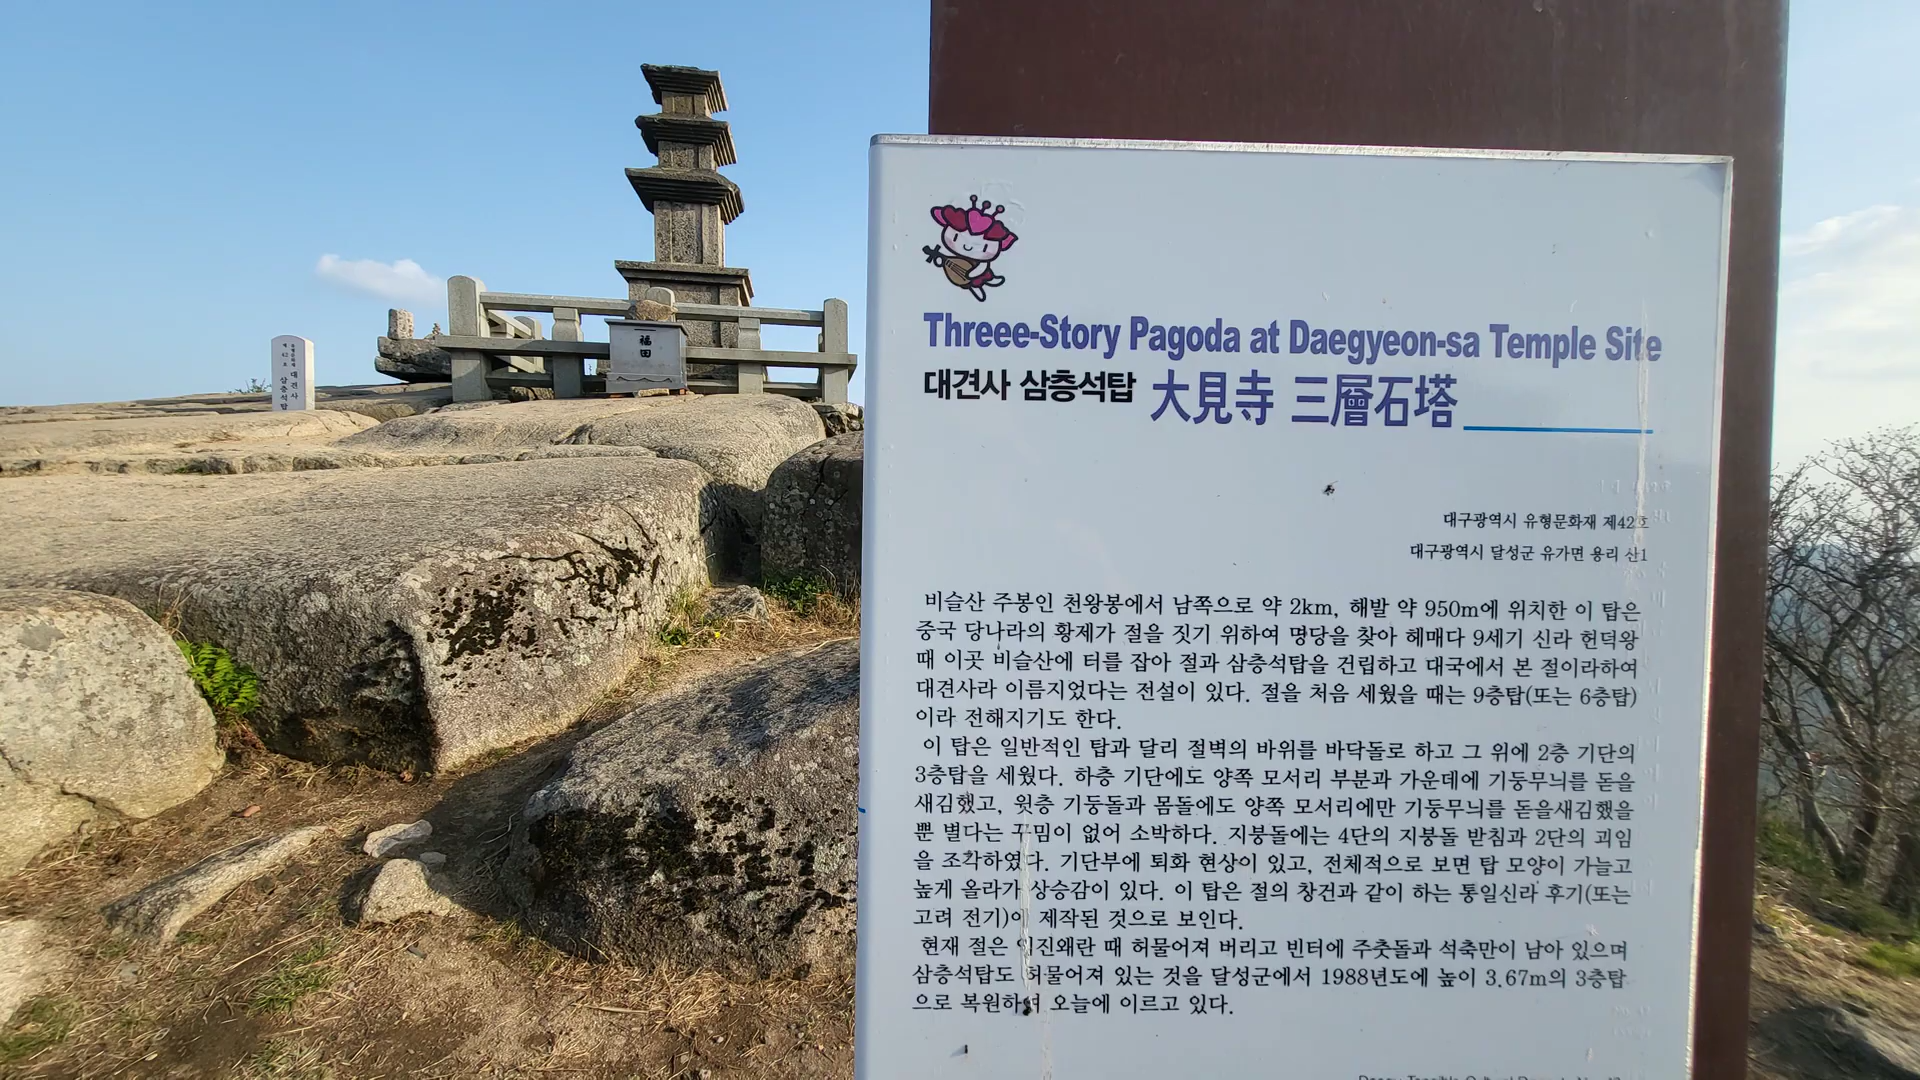 Threee-Story Pagoda at Daegyeon-sa Temple Site
대견사 삼층석탑 大見寺 三層石塔
대구광역시 유형문화재 제42호
대구광역시 달성군 유가면 용리 산1
비슬산 주봉인 천왕봉에서 남쪽으로 약 2km, 해발 약 950m에 위치한 이 탑은
중국 당나라의 황제가 절을 짓기 위하여 명당을 찾아 헤매다 9세기 신라 헌덕왕
때 이곳 비슬산에 터를 잡아 절과 삼층석탑을 건립하고 대국에서 본 절이라하여
대견사라 이름지었다는 전설이 있다. 절을 처음 세웠을 때는 9층탑(또는 6층탑)
이라 전해지기도 한다.
이 탑은 일반적인 탑과 달리 절벽의 바위를 바닥돌로 하고 그 위에 2층 기단의
3층탑을 세웠다. 하층 기단에도 양쪽 모서리 부분과 가운데에 기둥무늬를 돋을
새김했고, 윗층 기둥돌과 몸돌에도 양쪽 모서리에만 기둥무늬를 돋을새김했을
뿐 별다는 꾸밈이 없어 소박하다. 지붕돌에는 4단의 지붕돌 받침과 2단의 괴임
을 조각하였다. 기단부에 퇴화 현상이 있고, 전체적으로 보면 탑 모양이 가늘고
높게 올라가 상승감이 있다. 이 탑은 절의 창건과 같이 하는 통일신라 후기(또는
고려 전기)에 제작된 것으로 보인다.
현재 절은 임진왜란 때 허물어져 버리고 빈터에 주춧돌과 석축만이 남아 있으며
삼층석탑도 허물어져 있는 것을 달성군에서 1988년도에 높이 3.67m의 3층탑
으로 복원하여 오늘에 이르고 있다.
福田
대견사 삼층석탑